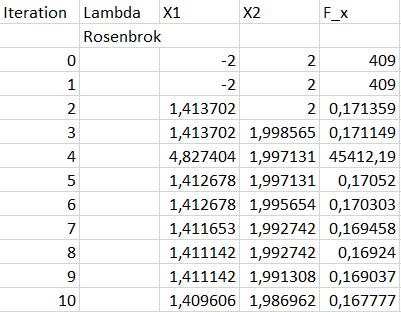 Iteration Lambda X1 X2 F_x
Rosenbrok
0 -2 2 409
1 -2 2 409
2 1,413702 2 0,171359
3 1,413702 1,998565 0,171149
4 4,827404 1,997131 45412,19
5 1,412678 1,997131 0,17052
6 1,412678 1,995654 0,170303
7 1,411653 1,992742 0,169458
8 1,411142 1,992742 0,16924
9 1,411142 1,991308 0,169037
10 1,409606 1,986962 0,167777